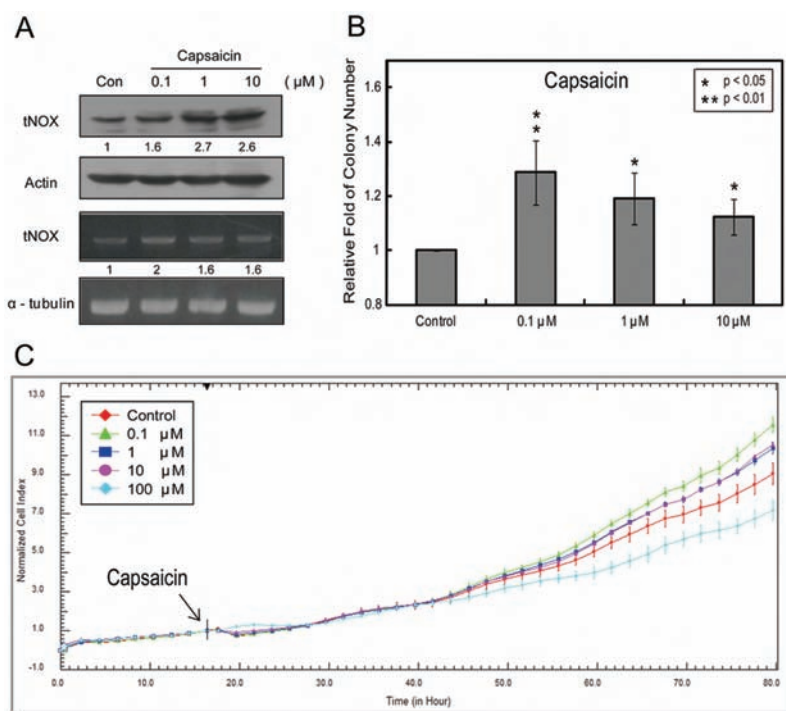 A
Capsaicin
Con 0.1 1 10 (µM)
tNOX
1 1.6 2.7 2.6
Actin
tNOX
1 2 1.6 1.6
α - tubulin
B
Capsaicin
* p < 0.05
** p < 0.01
Relative Fold of Colony Number
1.6
1.4
1.2
1
0.8
**
*
*
Control 0.1 µM 1 µM 10 µM
C
Normalized Cell Index
13.0
11.0
9.0
7.0
5.0
3.0
1.0
-1.0
Control
0.1 µM
1 µM
10 µM
100 µM
Capsaicin
0.0 10.0 20.0 30.0 40.0 50.0 60.0 70.0 80.0
Time (in Hour)